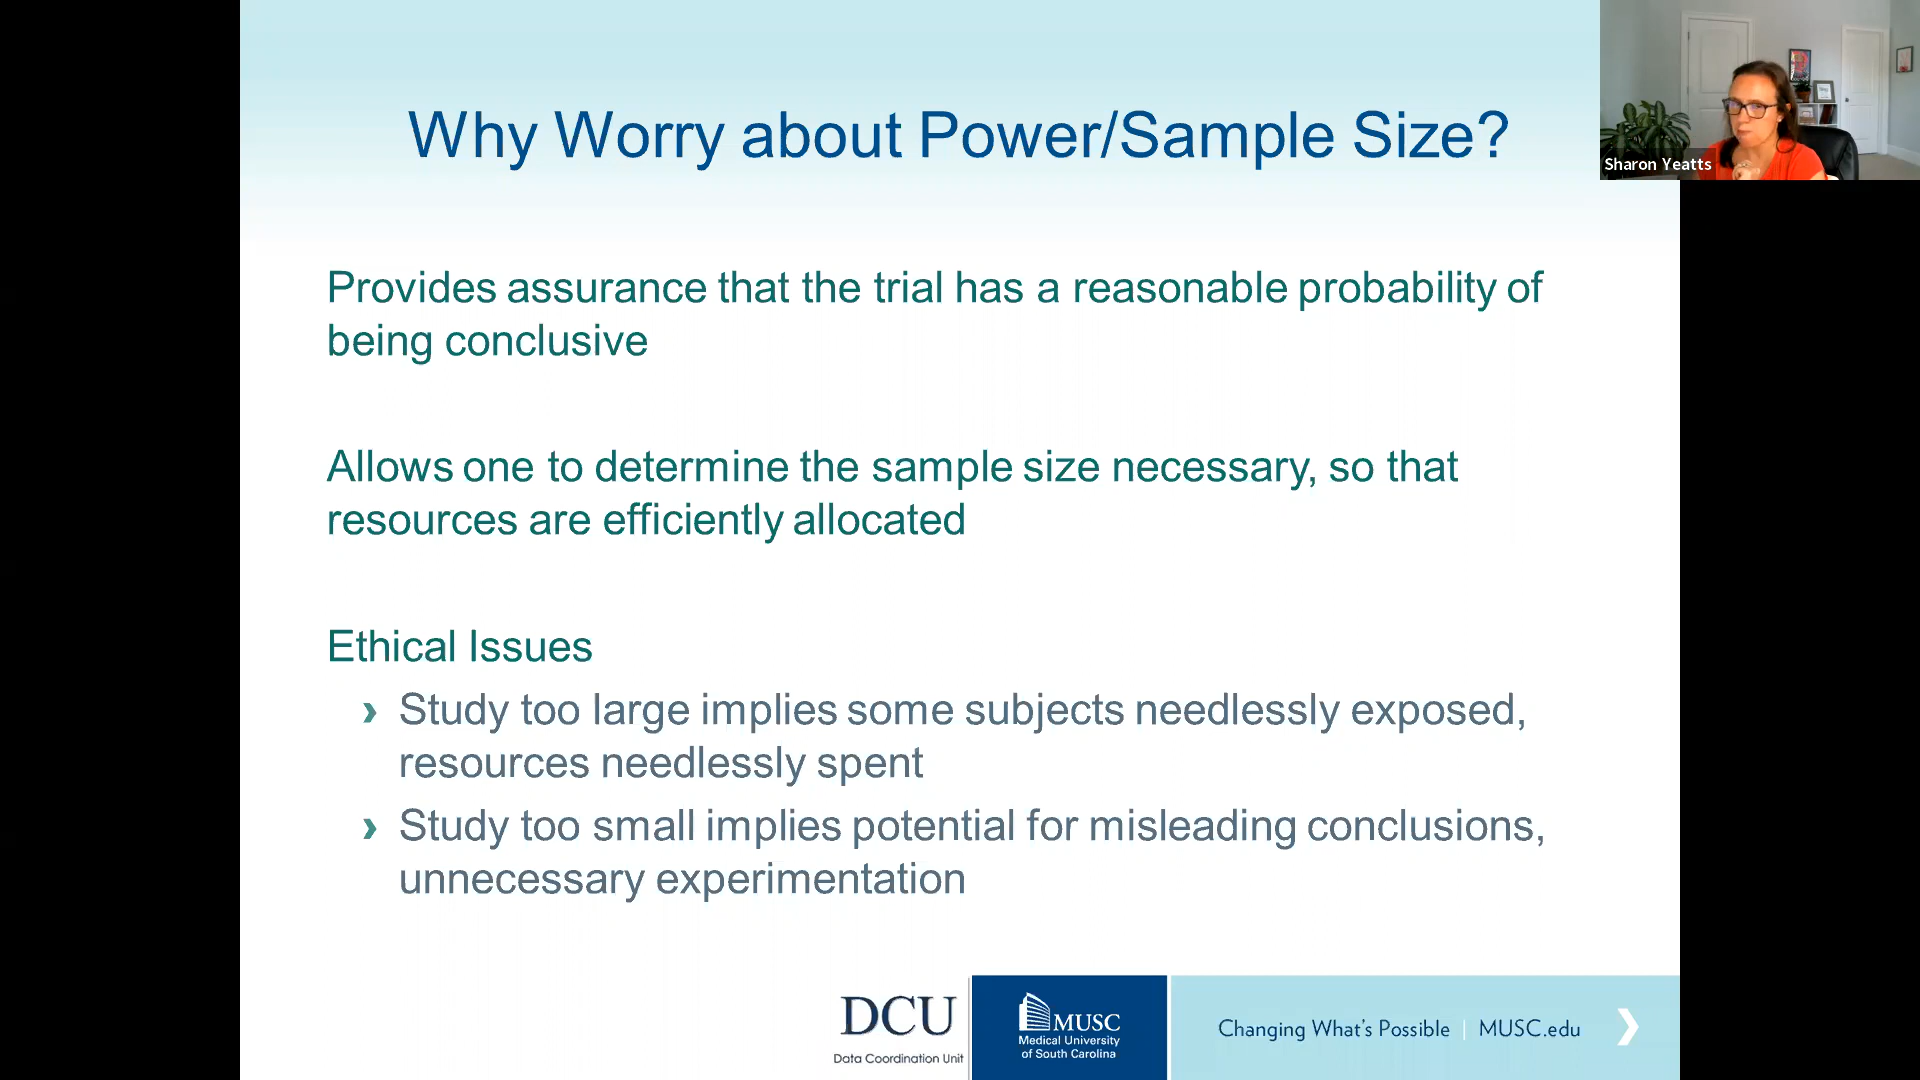 Why Worry about Power/Sample Size?
Sharon Yeatts
Provides assurance that the trial has a reasonable probability of
being conclusive
Allows one to determine the sample size necessary, so that
resources are efficiently allocated
Ethical Issues
› Study too large implies some subjects needlessly exposed,
resources needlessly spent
› Study too small implies potential for misleading conclusions,
unnecessary experimentation
DCU
Data Coordination Unit
MUSC
Medical University
of South Carolina
Changing What's Possible | MUSC.edu